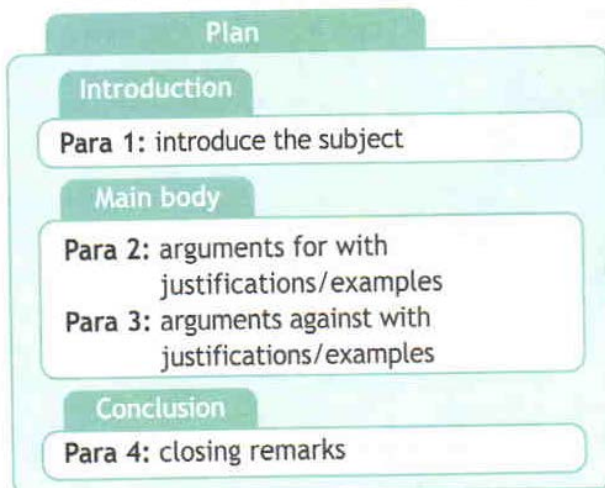 Plan
Introduction
Para 1: introduce the subject
Main body
Para 2: arguments for with
justifications/examples
Para 3: arguments against with
justifications/examples
Conclusion
Para 4: closing remarks